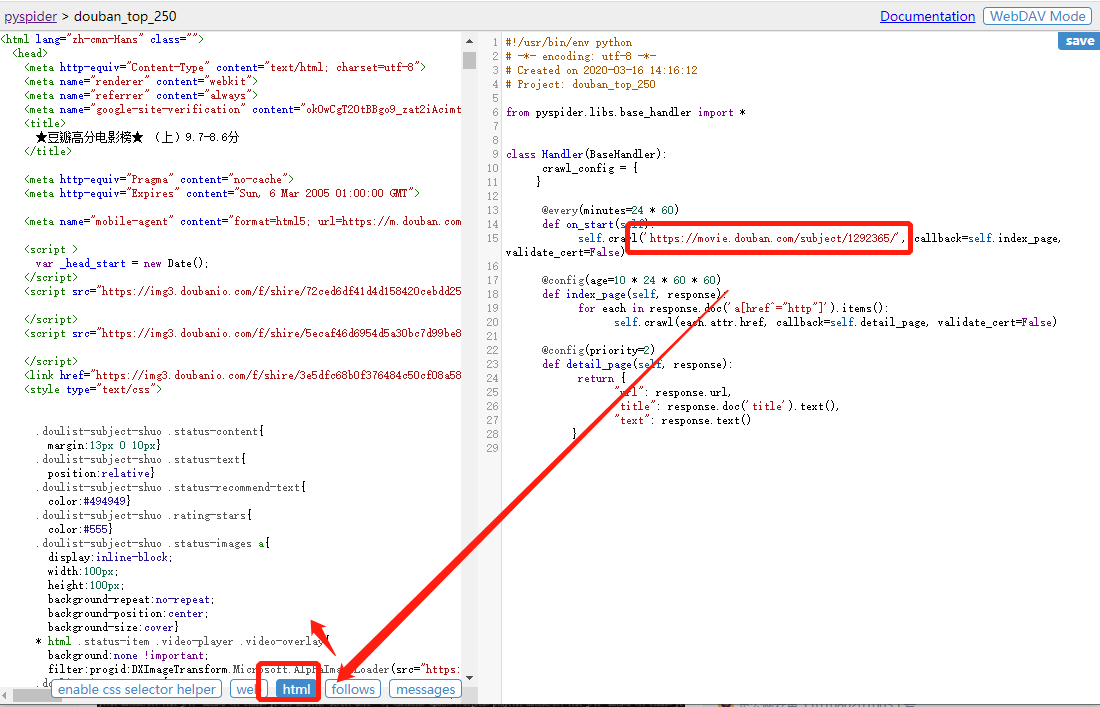 pyspider > douban_top_250
Documentation
WebDAV Mode
<html lang="zh-cmn-Hans" class="">
<head>
<meta http-equiv="Content-Type" content="text/html; charset=utf-8">
<meta name="renderer" content="webkit">
<meta name="referrer" content="always">
<meta name="google-site-verification" content="ok0wCgT20tBBgo9_zat2iAcimt
<title>
★豆瓣高分电影榜★ （上）9.7-8.6分
</title>
<meta http-equiv="Pragma" content="no-cache">
<meta http-equiv="Expires" content="Sun, 6 Mar 2005 01:00:00 GMT">
<meta name="mobile-agent" content="format=html5; url=https://m.douban.com
<script >
var _head_start = new Date();
</script>
<script src="https://img3.doubanio.com/f/shire/72ced6df41d4d158420cebdd25
</script>
<script src="https://img3.doubanio.com/f/shire/5ecaf46d6954d5a30bc7d99be8
</script>
<link href="https://img3.doubanio.com/f/shire/3e5dfc68b0f376484c50cf08a58
<style type="text/css">
.doulist-subject-shuo .status-content{
margin:13px 0 10px}
.doulist-subject-shuo .status-text{
position:relative}
.doulist-subject-shuo .status-recommend-text{
color:#494949}
.doulist-subject-shuo .rating-stars{
color:#555}
.doulist-subject-shuo .status-images a{
display:inline-block;
width:100px;
height:100px;
background-repeat:no-repeat;
background-position:center;
background-size:cover}
* html .status-item .video-player .video-overlay{
background:none !important;
filter:progid:DXImageTransform.Microsoft.AlphaImageLoader(src="https:
enable css selector helper
web
html
follows
messages
save
1 #!/usr/bin/env python
2 # -*- encoding: utf-8 -*-
3 # Created on 2020-03-16 14:16:12
4 # Project: douban_top_250
5
6 from pyspider.libs.base_handler import *
7
8
9 class Handler(BaseHandler):
10 crawl_config = {
11 }
12
13 @every(minutes=24 * 60)
14 def on_start(self):
15 self.crawl('https://movie.douban.com/subject/1292365/', callback=self.index_page,
validate_cert=False)
16
17 @config(age=10 * 24 * 60 * 60)
18 def index_page(self, response):
19 for each in response.doc('a[href^="http"]').items():
20 self.crawl(each.attr.href, callback=self.detail_page, validate_cert=False)
21
22 @config(priority=2)
23 def detail_page(self, response):
24 return {
25 "url": response.url,
26 "title": response.doc('title').text(),
27 "text": response.text()
28 }
29